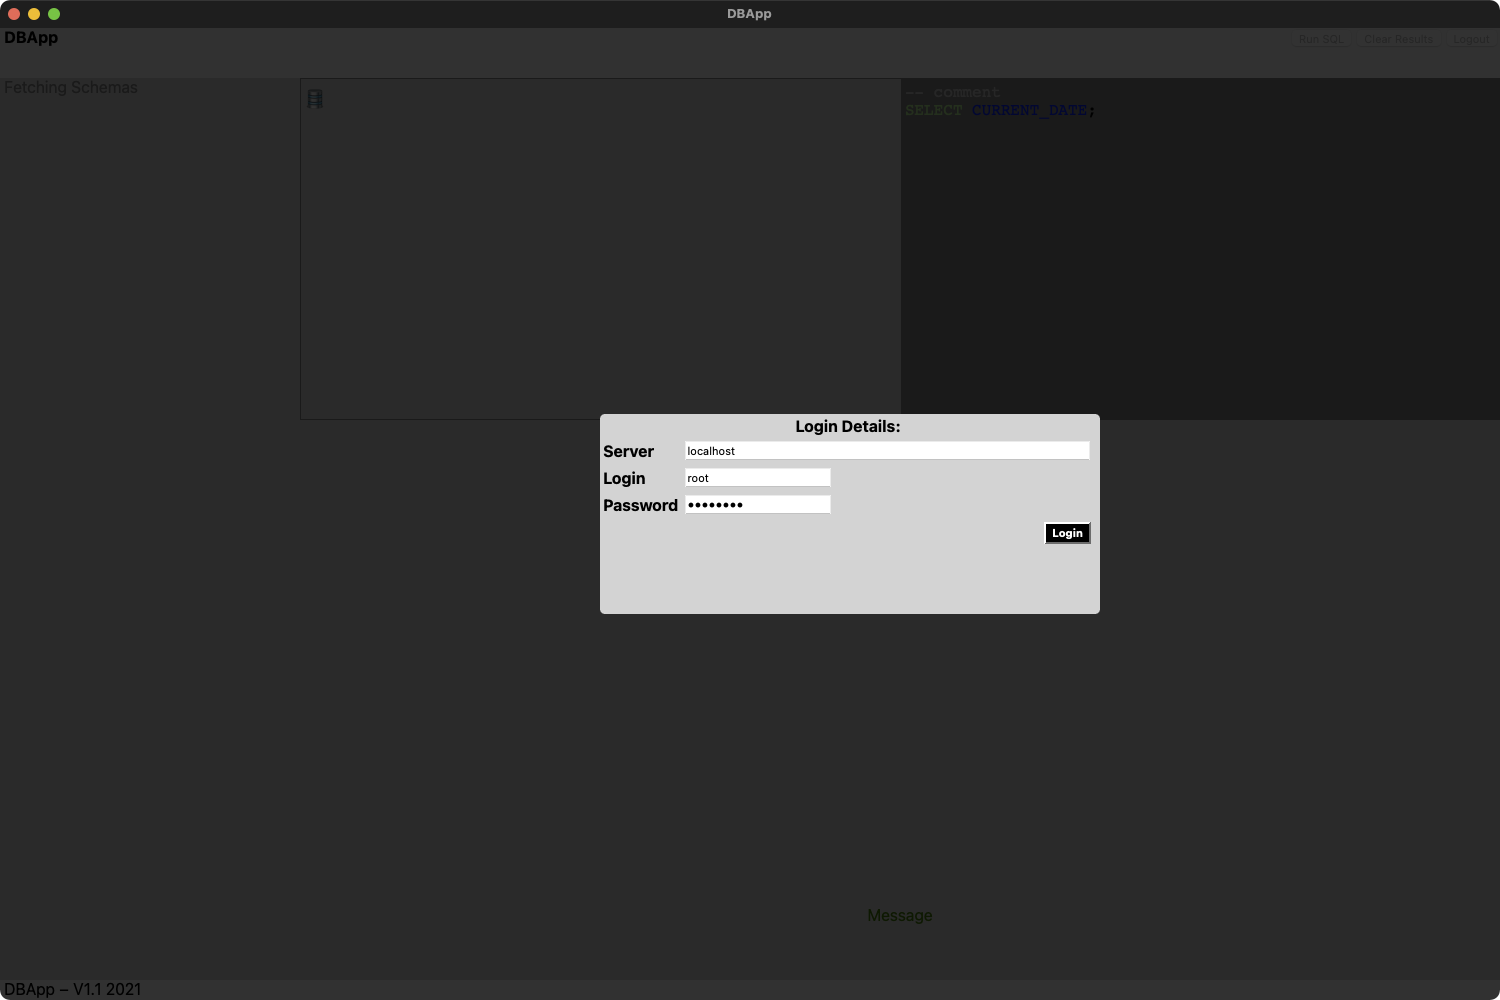 DBApp
DBApp
Run SQL Clear Results Logout
Fetching Schemas
-- comment
SELECT CURRENT_DATE;
Login Details:
Server localhost
Login root
Password ••••••••
Login
Message
DBApp – V1.1 2021